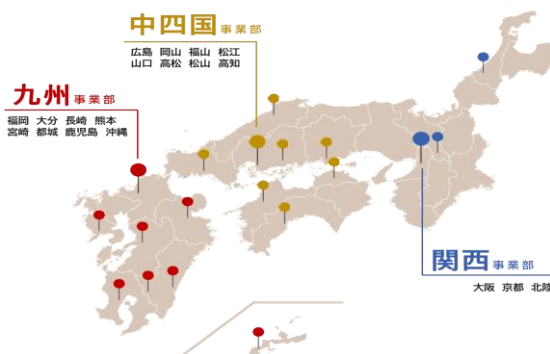 中四国事業部
広島 岡山 福山 松江
山口 高松 松山 高知
九州事業部
福岡 大分 長崎 熊本
宮崎 都城 鹿児島 沖縄
関西事業部
大阪 京都 北陸